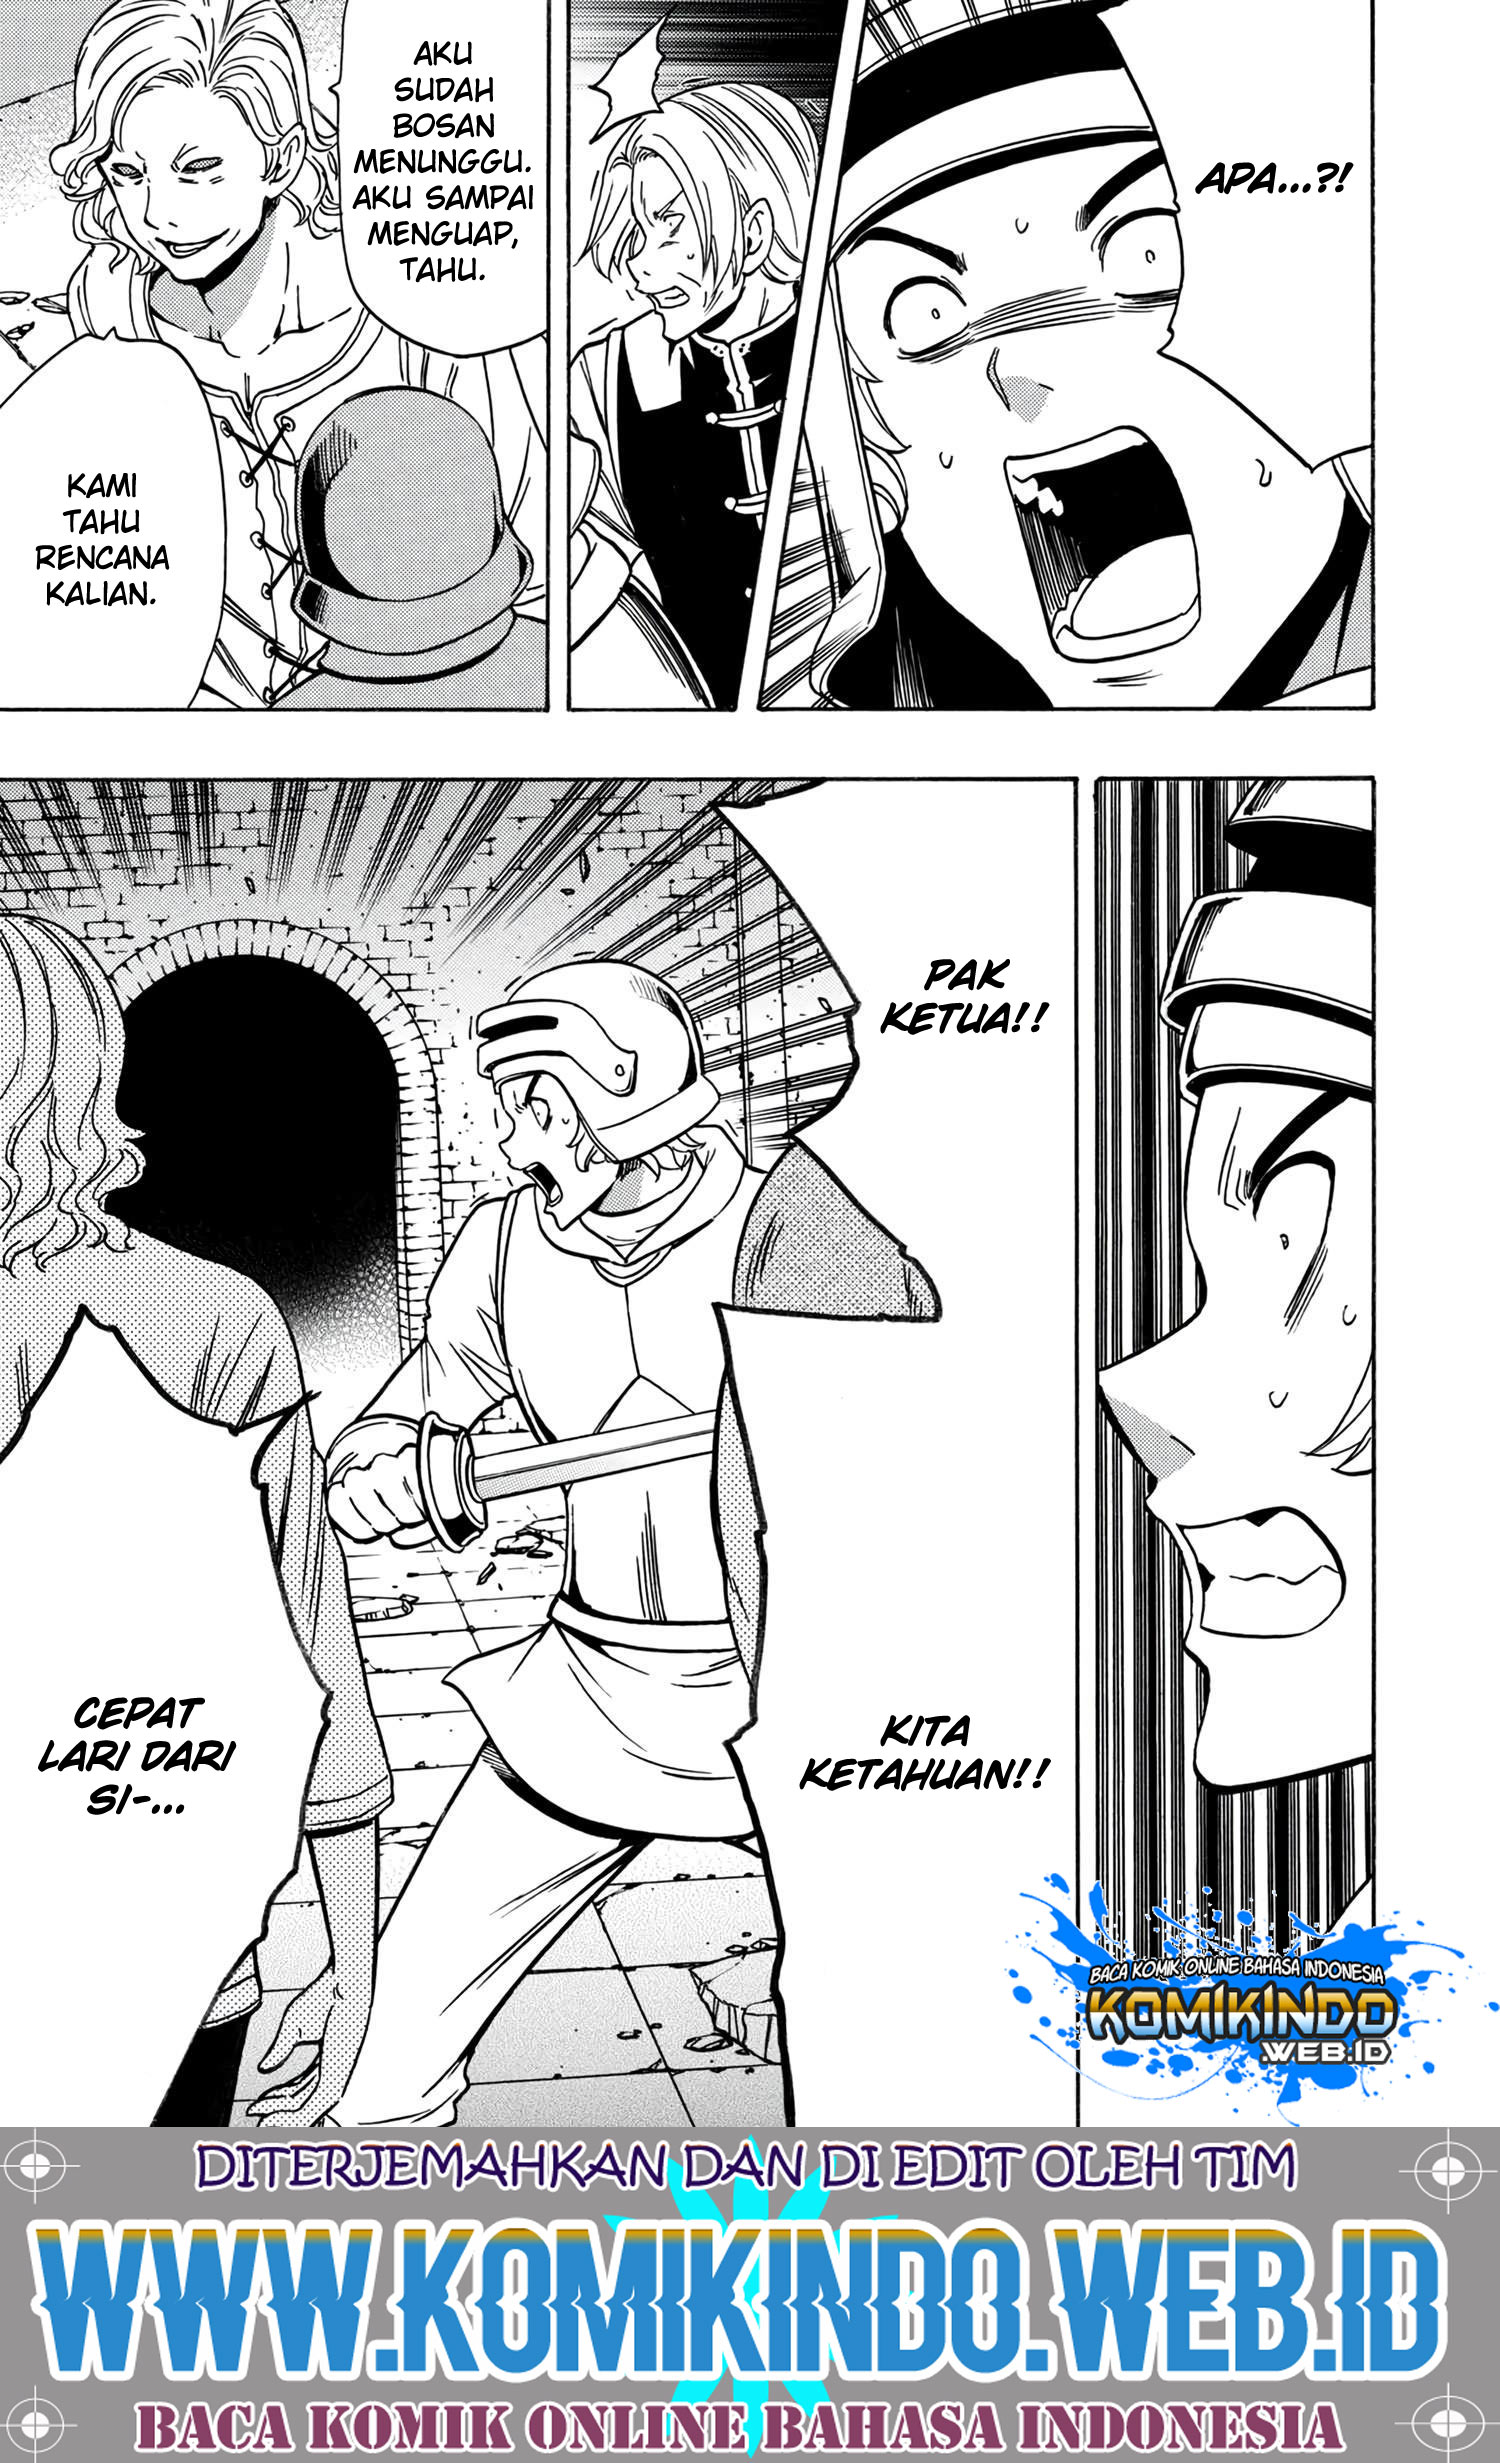 APA...?!
AKU
SUDAH
BOSAN
MENUNGGU.
AKU SAMPAI
MENGUAP,
TAHU.
KAMI
TAHU
RENCANA
KALIAN.
PAK
KETUA!!
KITA
KETAHUAN!!
CEPAT
LARI DARI
SI-...
BACA KOMIK ONLINE BAHASA INDONESIA
KOMIKINDO
.WEB.ID
DITERJEMAHKAN DAN DI EDIT OLEH TIM
WWW.KOMIKINDO.WEB.ID
BACA KOMIK ONLINE BAHASA INDONESIA